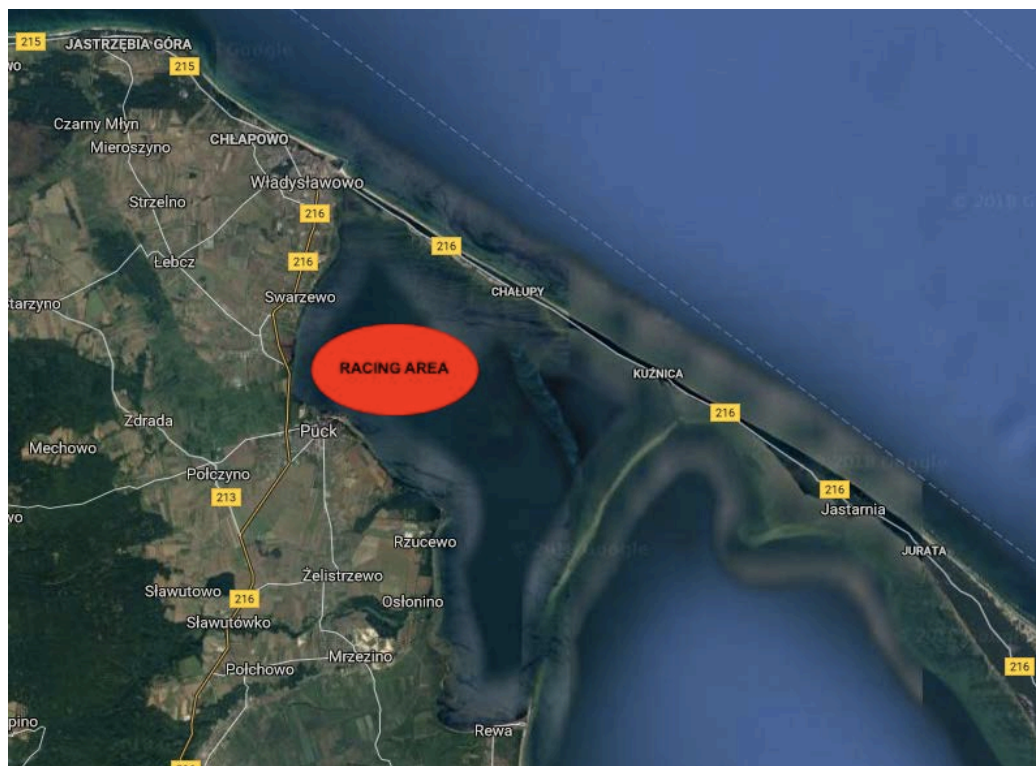 215
JASTRZĘBIA GÓRA
215
Czarny Młyn
Mieroszyno
CHŁAPOWO
Władysławowo
Strzelno
216
216
Łebcz
216
CHAŁUPY
Swarzewo
Starzyno
RACING AREA
KUŹNICA
216
Zdrada
Puck
Mechowo
Połczyno
213
216
Jastarnia
Rzucewo
JURATA
Żelistrzewo
Sławutowo
216
Osłonino
Sławutówko
Mrzezino
Połchowo
216
Rewa